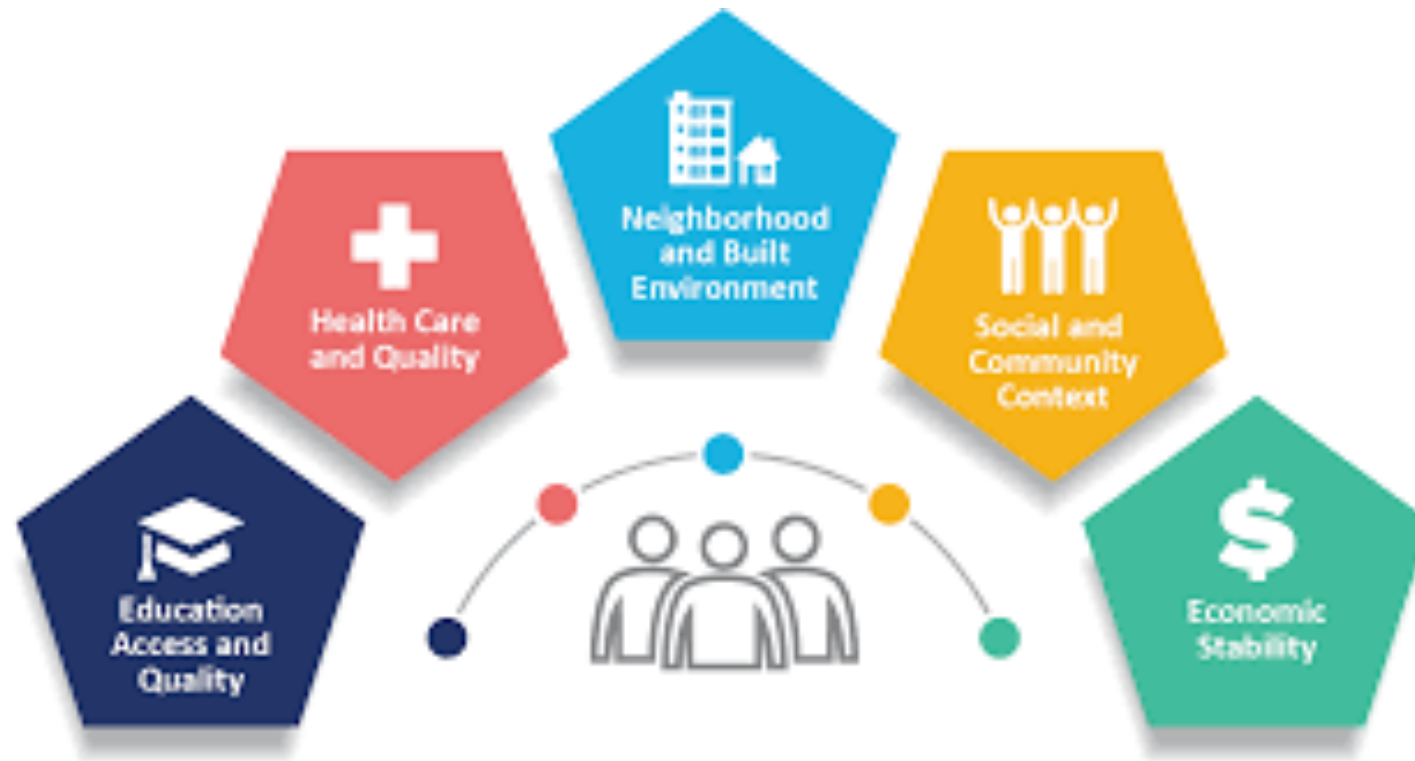 Neighborhood
and Built
Environment
Health Care
and Quality
Social and
Community
Context
Education
Access and
Quality
$
Economic
Stability